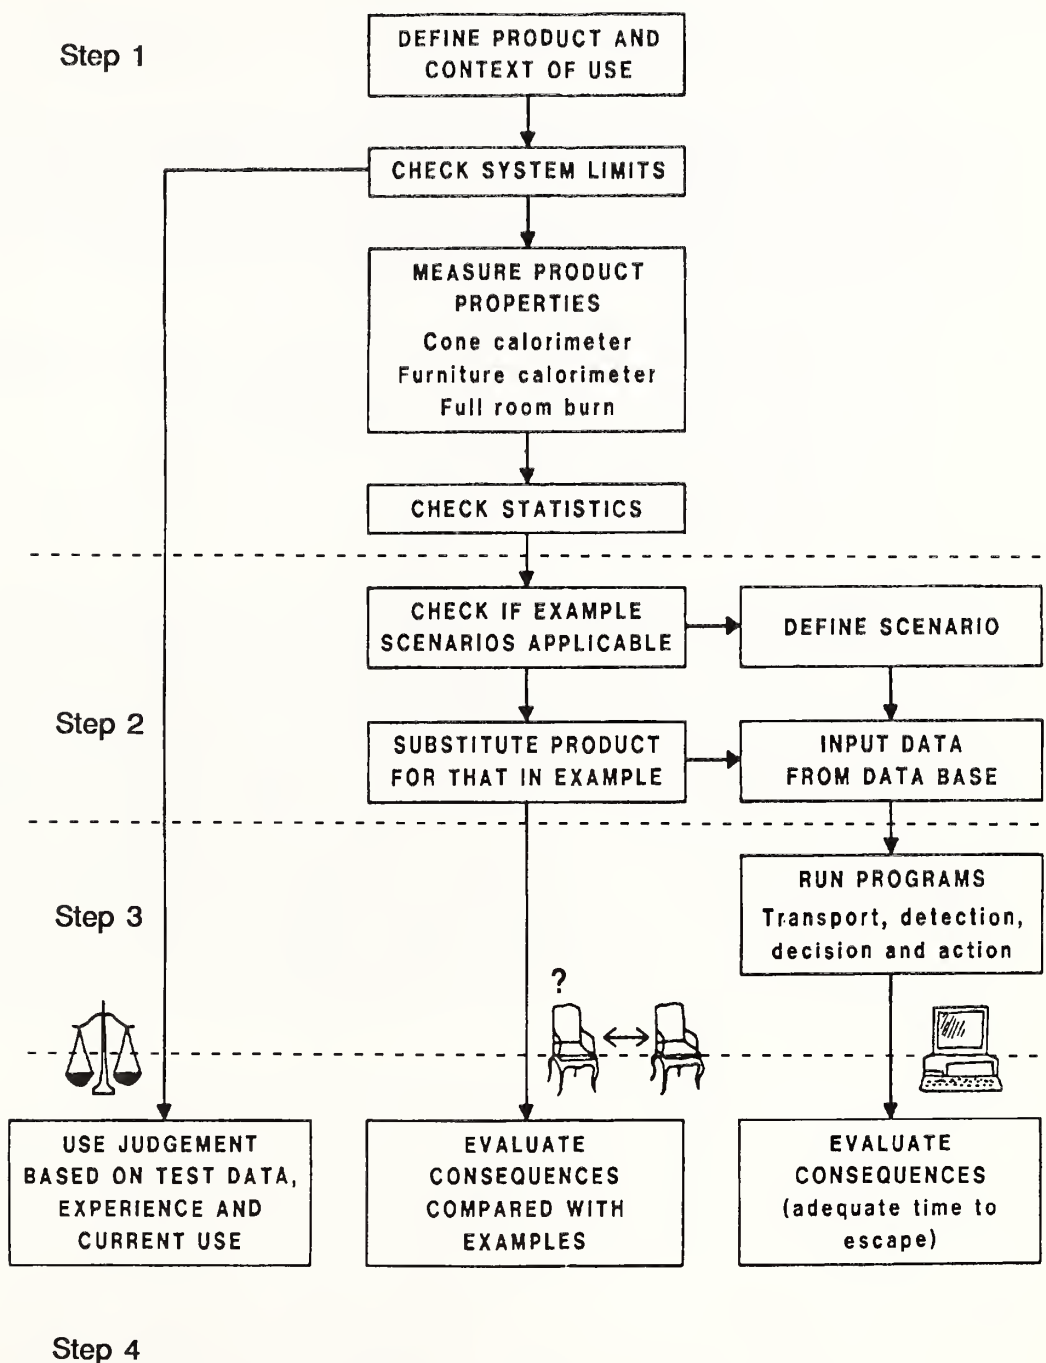 Step 1
DEFINE PRODUCT AND
CONTEXT OF USE
CHECK SYSTEM LIMITS
MEASURE PRODUCT
PROPERTIES
Cone calorimeter
Furniture calorimeter
Full room burn
CHECK STATISTICS
Step 2
CHECK IF EXAMPLE
SCENARIOS APPLICABLE
DEFINE SCENARIO
SUBSTITUTE PRODUCT
FOR THAT IN EXAMPLE
INPUT DATA
FROM DATA BASE
Step 3
RUN PROGRAMS
Transport, detection,
decision and action
?
USE JUDGEMENT
BASED ON TEST DATA,
EXPERIENCE AND
CURRENT USE
EVALUATE
CONSEQUENCES
COMPARED WITH
EXAMPLES
EVALUATE
CONSEQUENCES
(adequate time to
escape)
Step 4